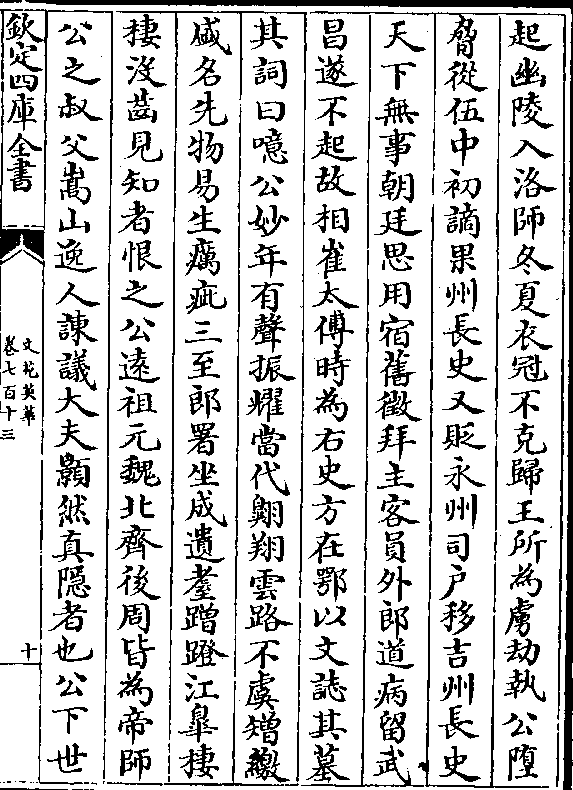 起幽陵入洛師冬夏衣冠不克歸王所為虜劫執公墮
脅從伍中初謫果州長史又貶永州司户移吉州長史
天下無事朝廷思用宿舊徵拜主客員外郎道病留武
昌遂不起故相崔太傅時為右史方在鄂以文誌其墓
其詞曰噫公妙年有聲振耀當代翺翔雲路不虞矰繳
盛名先物易生癘疵三至郎署坐成遺耋蹭蹬江臯棲
棲沒齒見知者恨之公遠祖元魏北齊後周皆為帝師
公之叔父嵩山逸人諫議大夫顥然真隠者也公下世
欽定四庫全書
文苑英華
卷七百十三
十